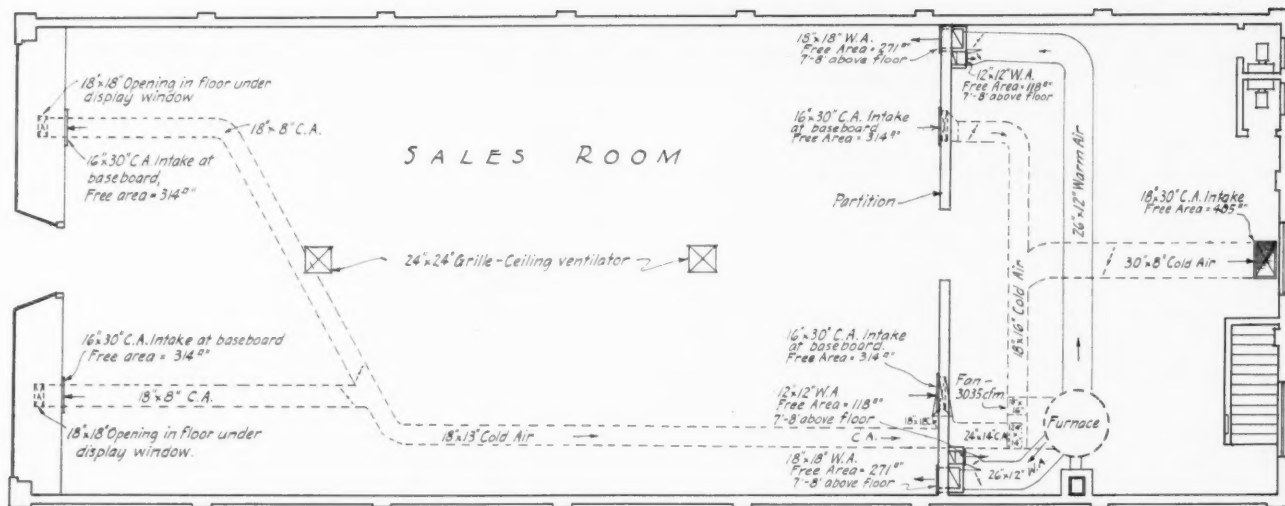 18"x18" Opening in floor under
display window
18"x8" C.A.
16"x30" C.A. Intake at
baseboard,
Free area = 314□"
SALES ROOM
18"x18" W.A.
Free Area = 271□"
7'-8" above floor
12"x12" W.A.
Free Area = 118□"
7'-8" above floor
16"x30" C.A. Intake
at baseboard
Free Area = 314□"
Partition
26"x12" Warm Air
18"x16" Cold Air
18"x30" C.A. Intake
Free Area = 485□"
30"x8" Cold Air
24"x24" Grille-Ceiling ventilator
16"x30" C.A. Intake at baseboard
Free area = 314□"
18"x8" C.A.
18"x18" Opening in floor under
display window.
18"x13" Cold Air
16"x30" C.A. Intake
at baseboard.
Free Area = 314□"
12"x12" W.A
Free Area = 118□"
7'-8" above floor
18"x18"
C.A.
18"x18" W.A.
Free Area = 271□"
7'-8" above floor
Fan-
3035cfm.
24"x14" C.A.
Furnace
26"x12" W.A.